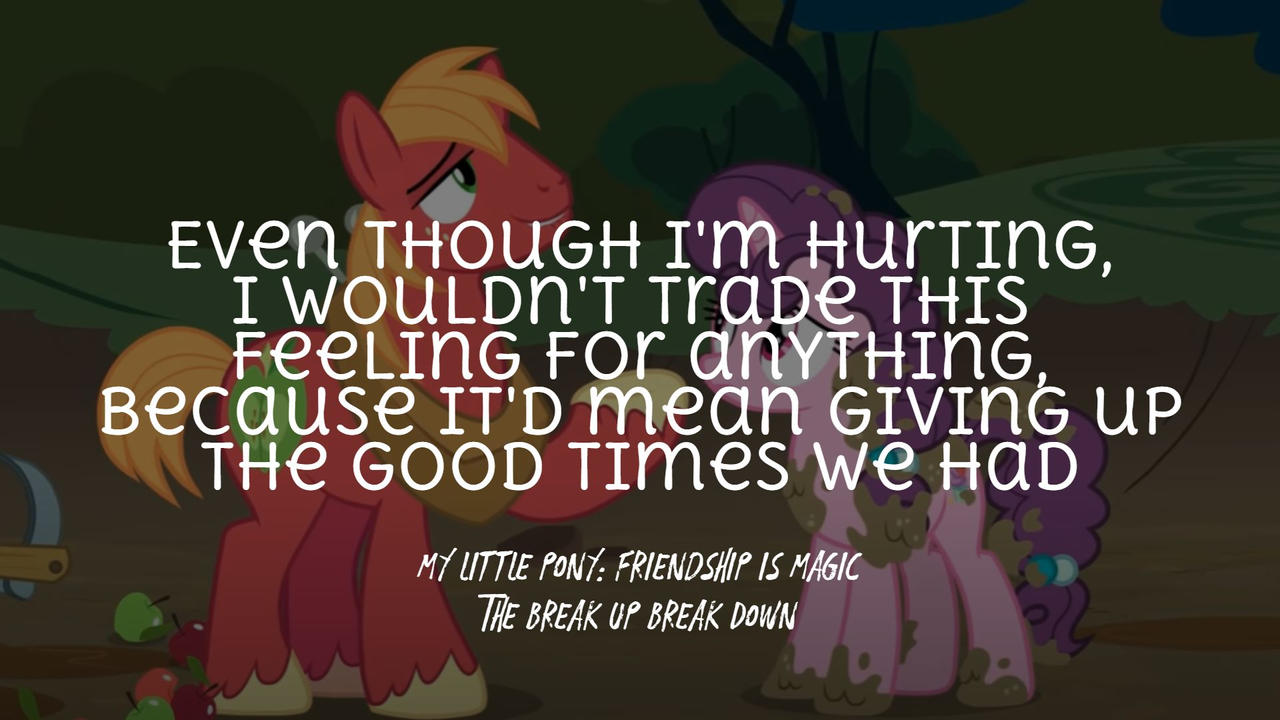 Even though I'm hurting,
I wouldn't trade this
feeling for anything,
because it'd mean giving up
the good times we had
My Little Pony: Friendship Is Magic
The Break Up Break Down